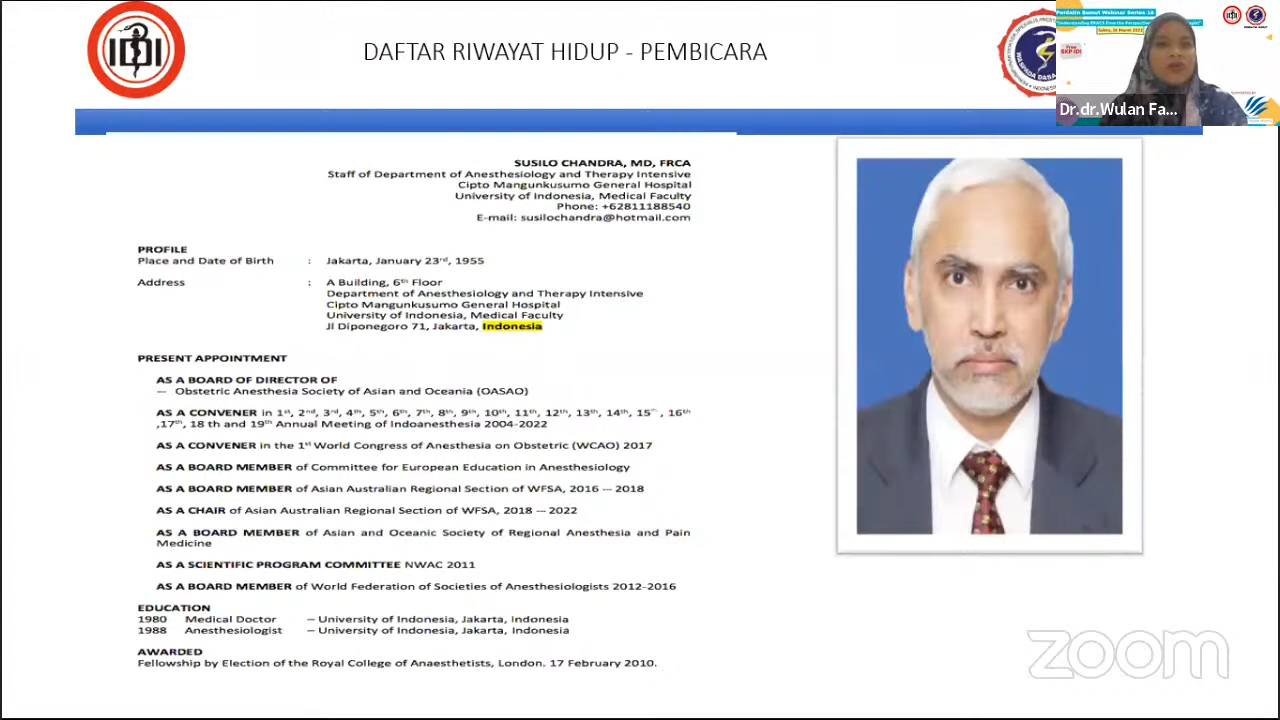 IDI
DAFTAR RIWAYAT HIDUP - PEMBICARA
Perdatin Sumut Webinar Series 18
Free
SKP IDI
Dr.dr.Wulan Fa...
SUSILO CHANDRA, MD, FRCA
Staff of Department of Anesthesiology and Therapy Intensive
Cipto Mangunkusumo General Hospital
University of Indonesia, Medical Faculty
Phone: +62811188540
E-mail: susilochandra@hotmail.com
PROFILE
Place and Date of Birth : Jakarta, January 23rd, 1955
Address : A Building, 6th Floor
Department of Anesthesiology and Therapy Intensive
Cipto Mangunkusumo General Hospital
University of Indonesia, Medical Faculty
Jl Diponegoro 71, Jakarta, Indonesia
PRESENT APPOINTMENT
AS A BOARD OF DIRECTOR OF
— Obstetric Anesthesia Society of Asian and Oceania (OASAO)
AS A CONVENER in 1st, 2nd, 3rd, 4th, 5th, 6th, 7th, 8th, 9th, 10th, 11th, 12th, 13th, 14th, 15th , 16th
,17th, 18 th and 19th Annual Meeting of Indoanesthesia 2004-2022
AS A CONVENER in the 1st World Congress of Anesthesia on Obstetric (WCAO) 2017
AS A BOARD MEMBER of Committee for European Education in Anesthesiology
AS A BOARD MEMBER of Asian Australian Regional Section of WFSA, 2016 — 2018
AS A CHAIR of Asian Australian Regional Section of WFSA, 2018 — 2022
AS A BOARD MEMBER of Asian and Oceanic Society of Regional Anesthesia and Pain
Medicine
AS A SCIENTIFIC PROGRAM COMMITTEE NWAC 2011
AS A BOARD MEMBER of World Federation of Societies of Anesthesiologists 2012-2016
EDUCATION
1980 Medical Doctor — University of Indonesia, Jakarta, Indonesia
1988 Anesthesiologist — University of Indonesia, Jakarta, Indonesia
AWARDED
Fellowship by Election of the Royal College of Anaesthetists, London. 17 February 2010.
zoom